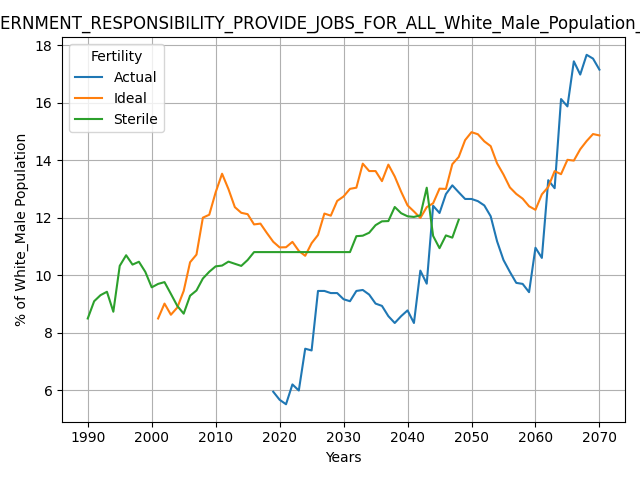 ERNMENT_RESPONSIBILITY_PROVIDE_JOBS_FOR_ALL_White_Male_Population_
Fertility
Actual
Ideal
Sterile
% of White_Male Population
18
16
14
12
10
8
6
1990 2000 2010 2020 2030 2040 2050 2060 2070
Years